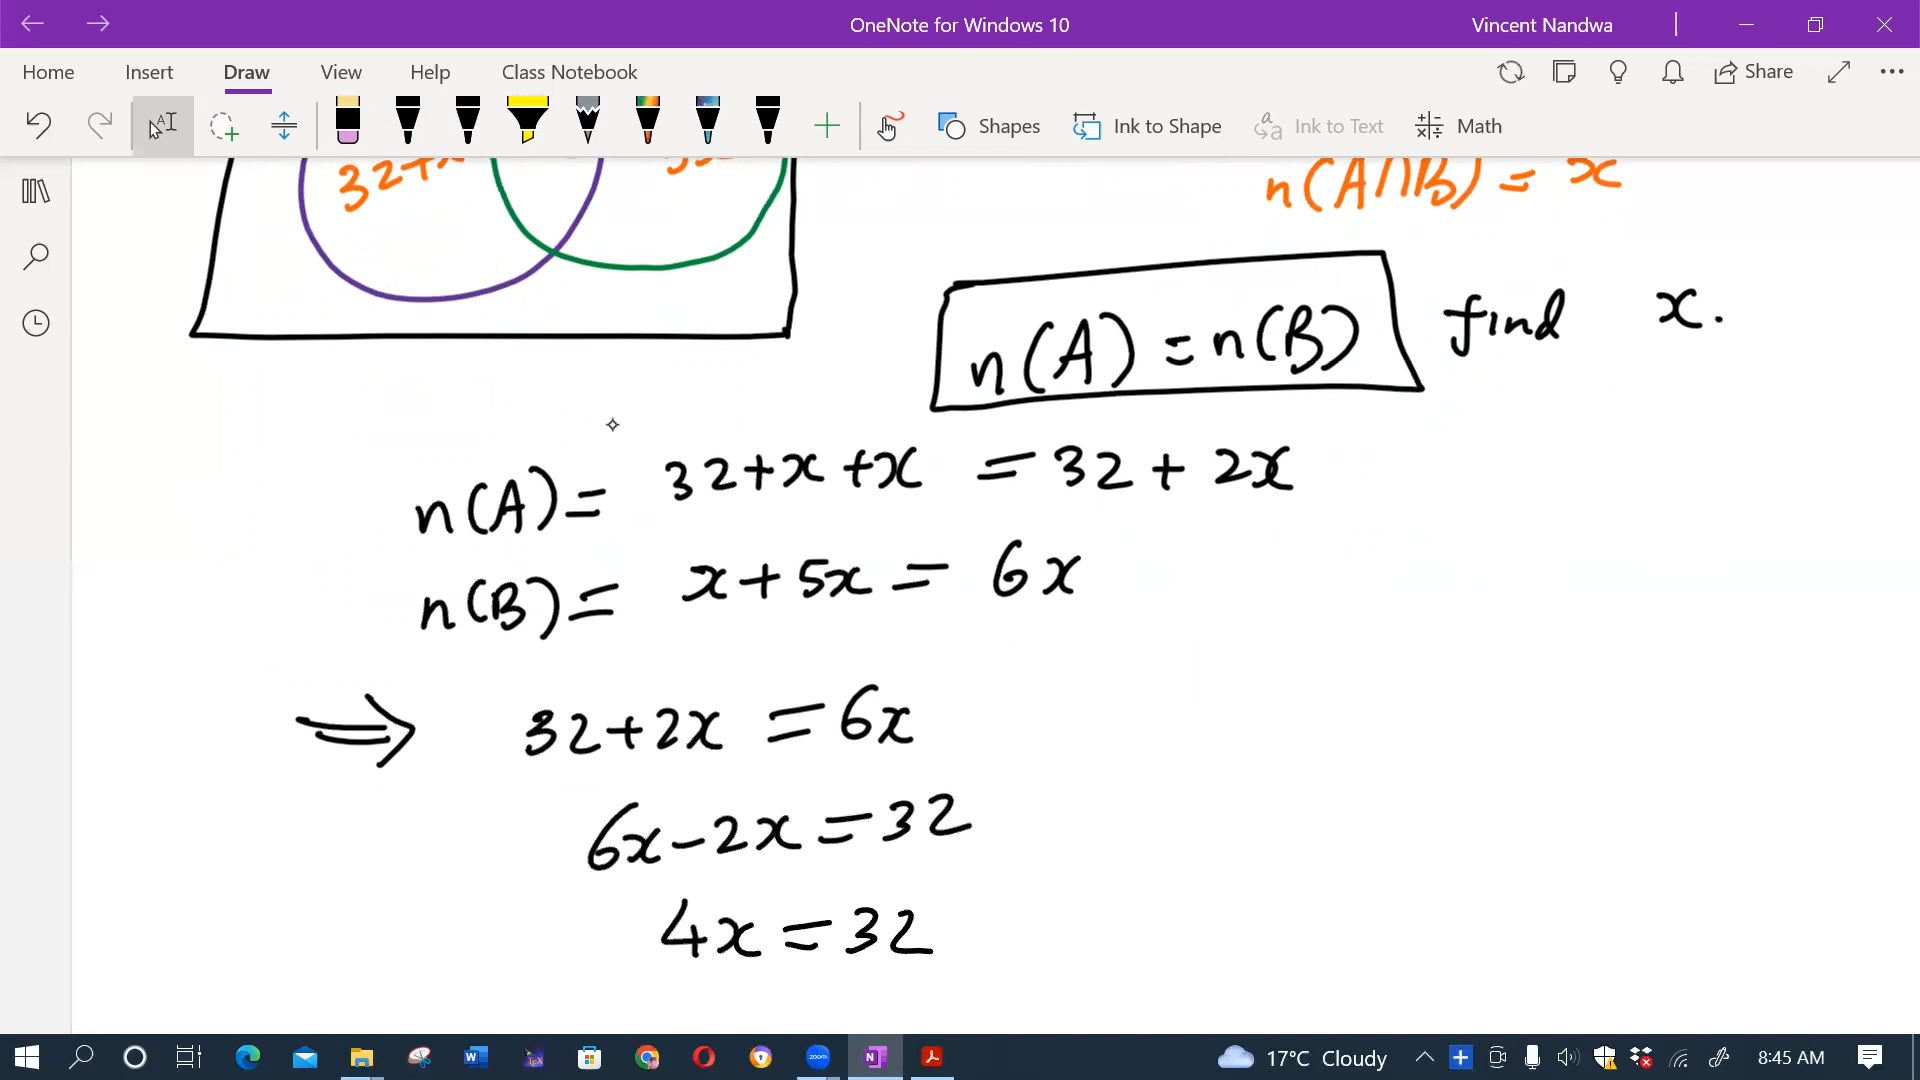 OneNote for Windows 10
Vincent Nandwa
Home Insert Draw View Help Class Notebook
Share
Shapes Ink to Shape Ink to Text Math
32+x
5x
n(A∩B) = x
n(A) = n(B) find x.
n(A) = 32+x+x = 32+2x
n(B) = x+5x = 6x
⇒ 32+2x = 6x
6x-2x = 32
4x = 32
17°C Cloudy
8:45 AM